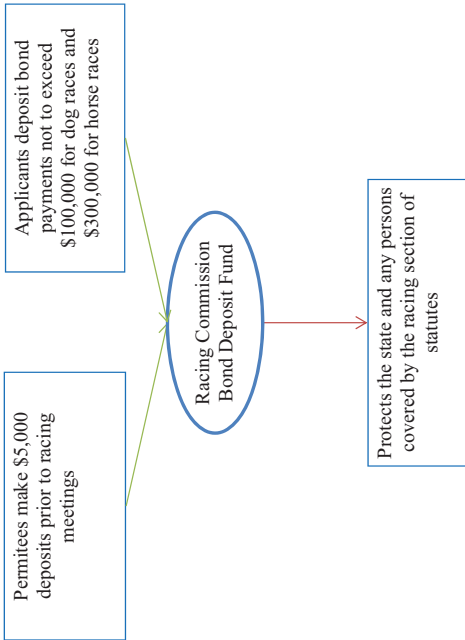 Permitees make $5,000
deposits prior to racing
meetings
Applicants deposit bond
payments not to exceed
$100,000 for dog races and
$300,000 for horse races
Racing Commission
Bond Deposit Fund
Protects the state and any persons
covered by the racing section of
statutes